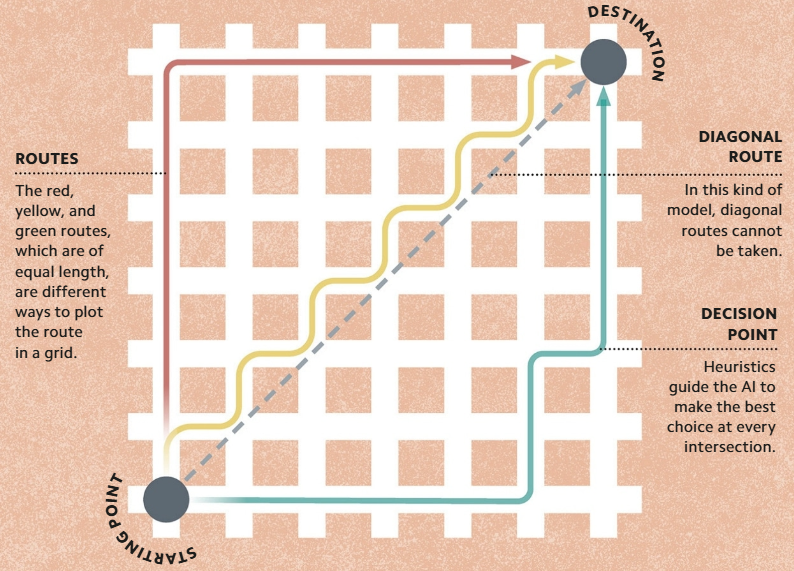 DESTINATION
ROUTES
The red,
yellow, and
green routes,
which are of
equal length,
are different
ways to plot
the route
in a grid.
DIAGONAL
ROUTE
In this kind of
model, diagonal
routes cannot
be taken.
DECISION
POINT
Heuristics
guide the AI to
make the best
choice at every
intersection.
STARTING POINT